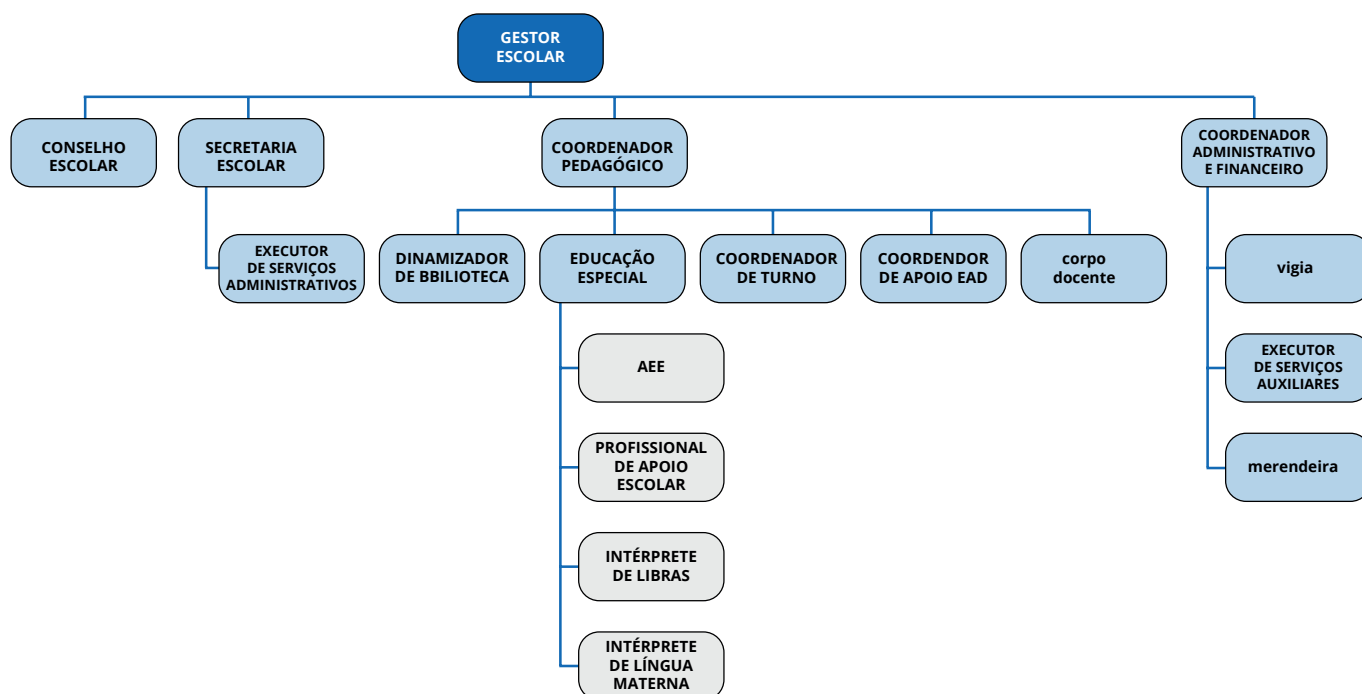 GESTOR
ESCOLAR
CONSELHO
ESCOLAR
SECRETARIA
ESCOLAR
COORDENADOR
PEDAGÓGICO
COORDENADOR
ADMINISTRATIVO
E FINANCEIRO
EXECUTOR
DE SERVIÇOS
ADMINISTRATIVOS
DINAMIZADOR
DE BBILIOTECA
EDUCAÇÃO
ESPECIAL
COORDENADOR
DE TURNO
COORDENDOR
DE APOIO EAD
corpo
docente
vigia
AEE
EXECUTOR
DE SERVIÇOS
AUXILIARES
PROFISSIONAL
DE APOIO
ESCOLAR
merendeira
INTÉRPRETE
DE LIBRAS
INTÉRPRETE
DE LÍNGUA
MATERNA